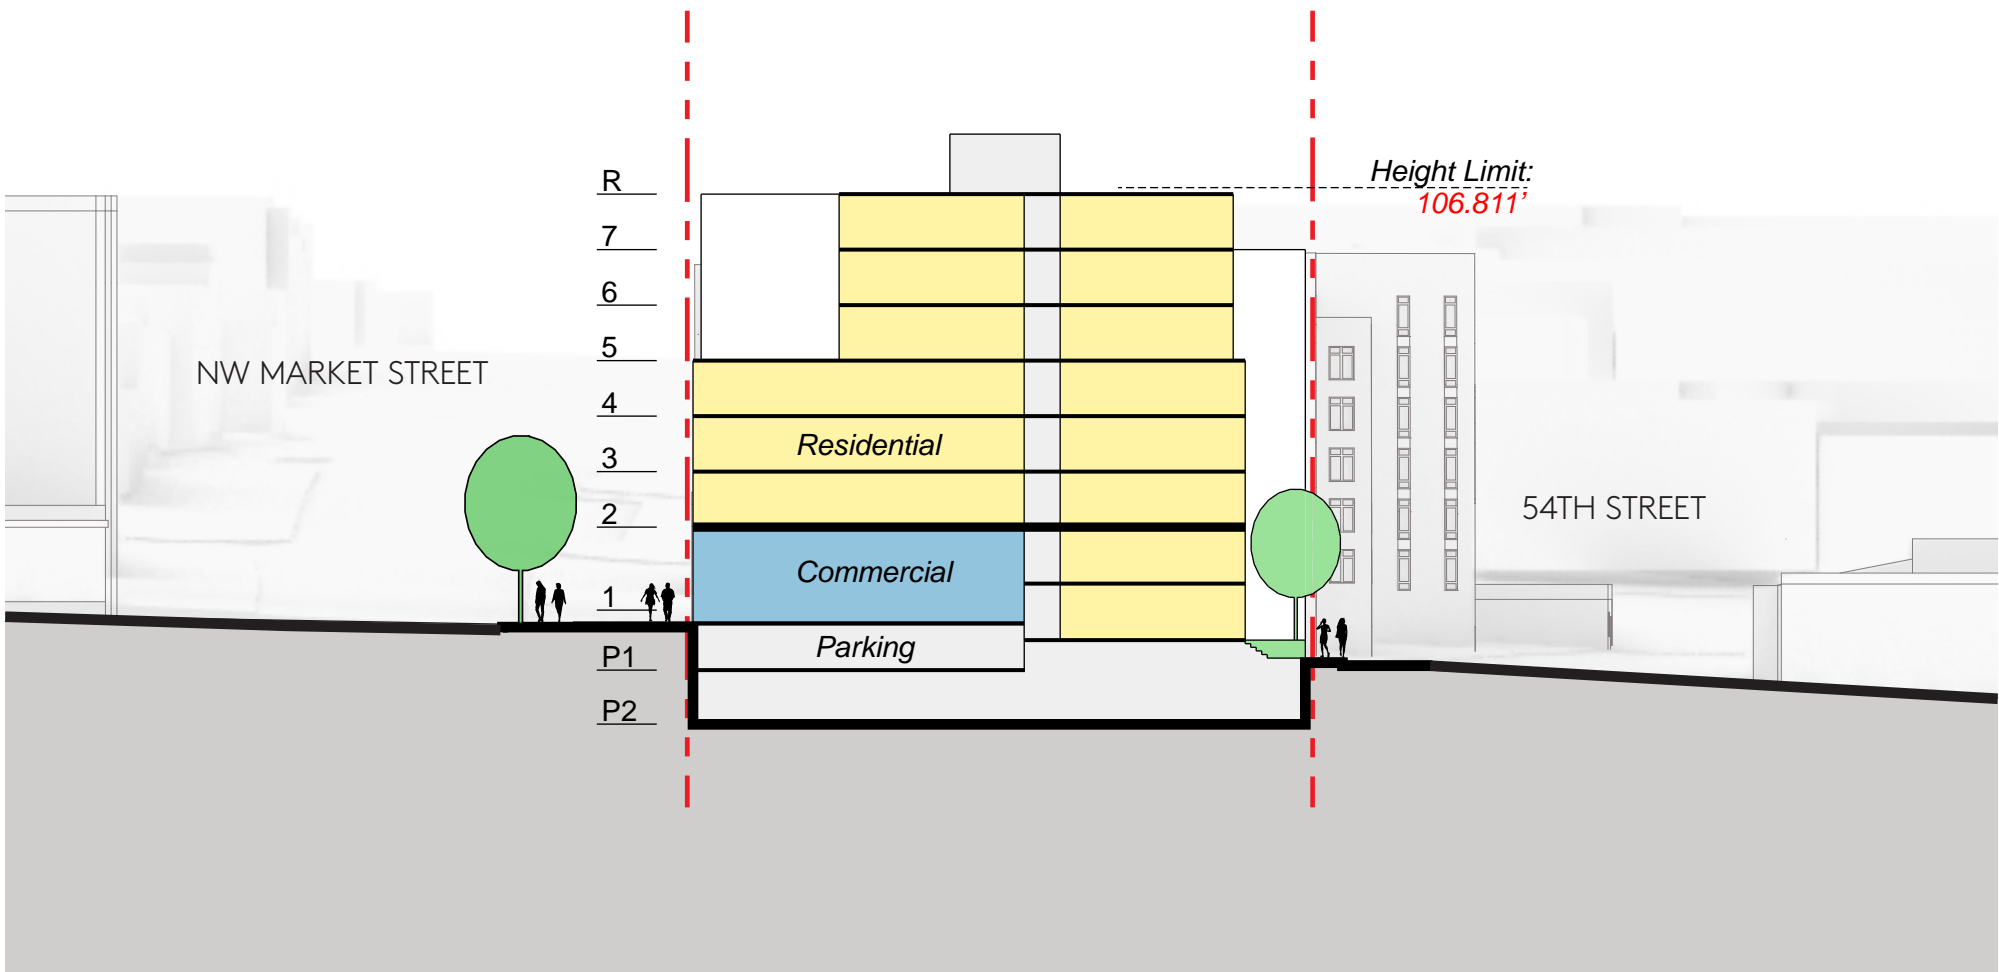 R
Height Limit:
106.811’
7
6
5
NW MARKET STREET
4
Residential
3
2
54TH STREET
Commercial
1
Parking
P1
P2